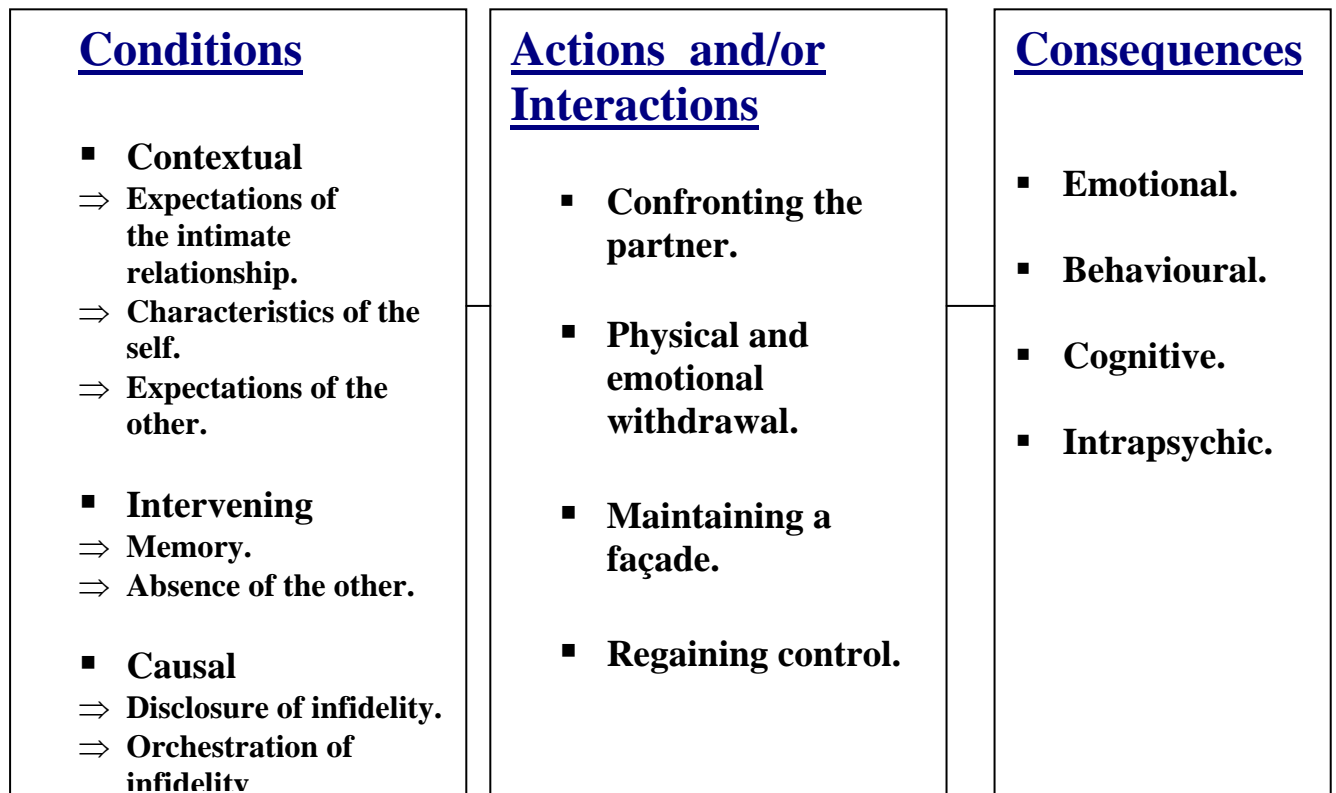 Conditions
▪ Contextual
⇒ Expectations of
the intimate
relationship.
⇒ Characteristics of the
self.
⇒ Expectations of the
other.
▪ Intervening
⇒ Memory.
⇒ Absence of the other.
▪ Causal
⇒ Disclosure of infidelity.
⇒ Orchestration of
infidelity
Actions and/or
Interactions
▪ Confronting the
partner.
▪ Physical and
emotional
withdrawal.
▪ Maintaining a
façade.
▪ Regaining control.
Consequences
▪ Emotional.
▪ Behavioural.
▪ Cognitive.
▪ Intrapsychic.